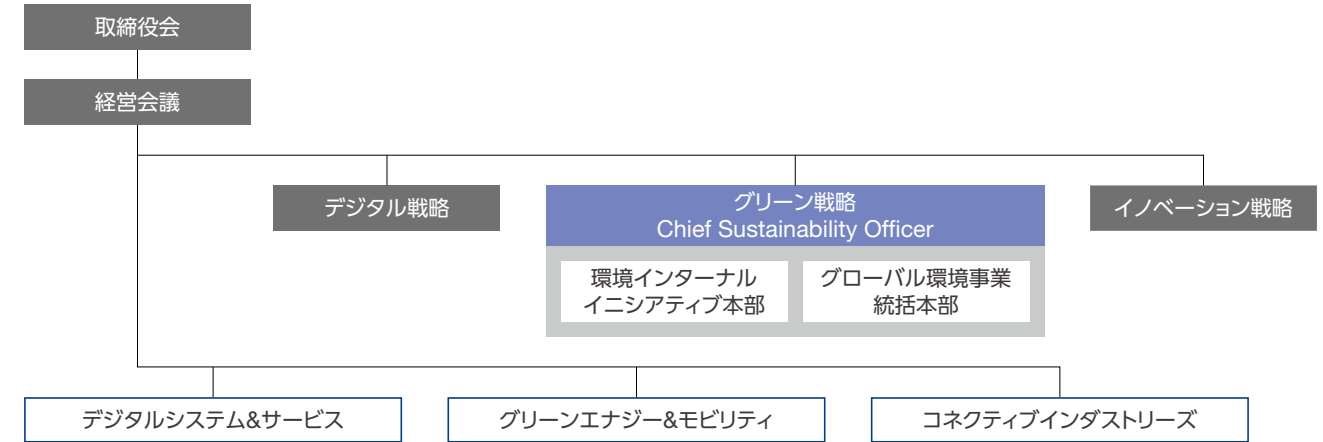 取締役会
経営会議
デジタル戦略
グリーン戦略
Chief Sustainability Officer
イノベーション戦略
環境インターナル
イニシアティブ本部
グローバル環境事業
統括本部
デジタルシステム&サービス
グリーンエナジー&モビリティ
コネクティブインダストリーズ